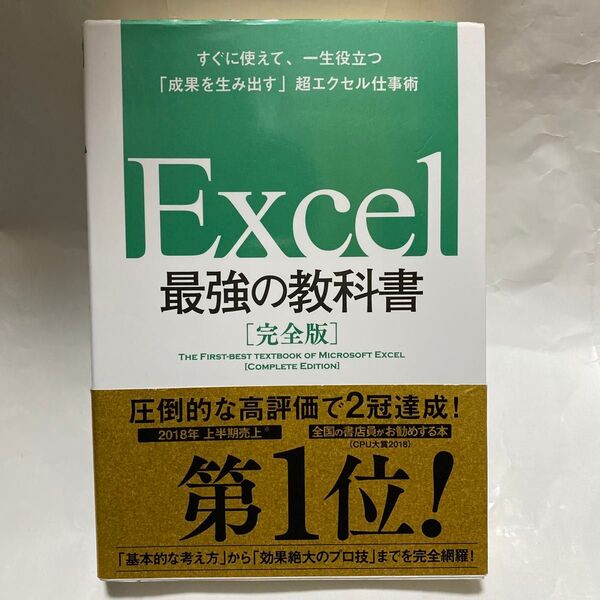 すぐに使えて、一生役立つ
「成果を生み出す」超エクセル仕事術
Excel
最強の教科書
[完全版]
THE FIRST-BEST TEXTBOOK OF MICROSOFT EXCEL
[COMPLETE EDITION]
圧倒的な高評価で2冠達成!
2018年 上半期売上※ 全国の書店員がお勧めする本
(CPU大賞2018)
第1位!
「基本的な考え方」から「効果絶大のプロ技」までを完全網羅!